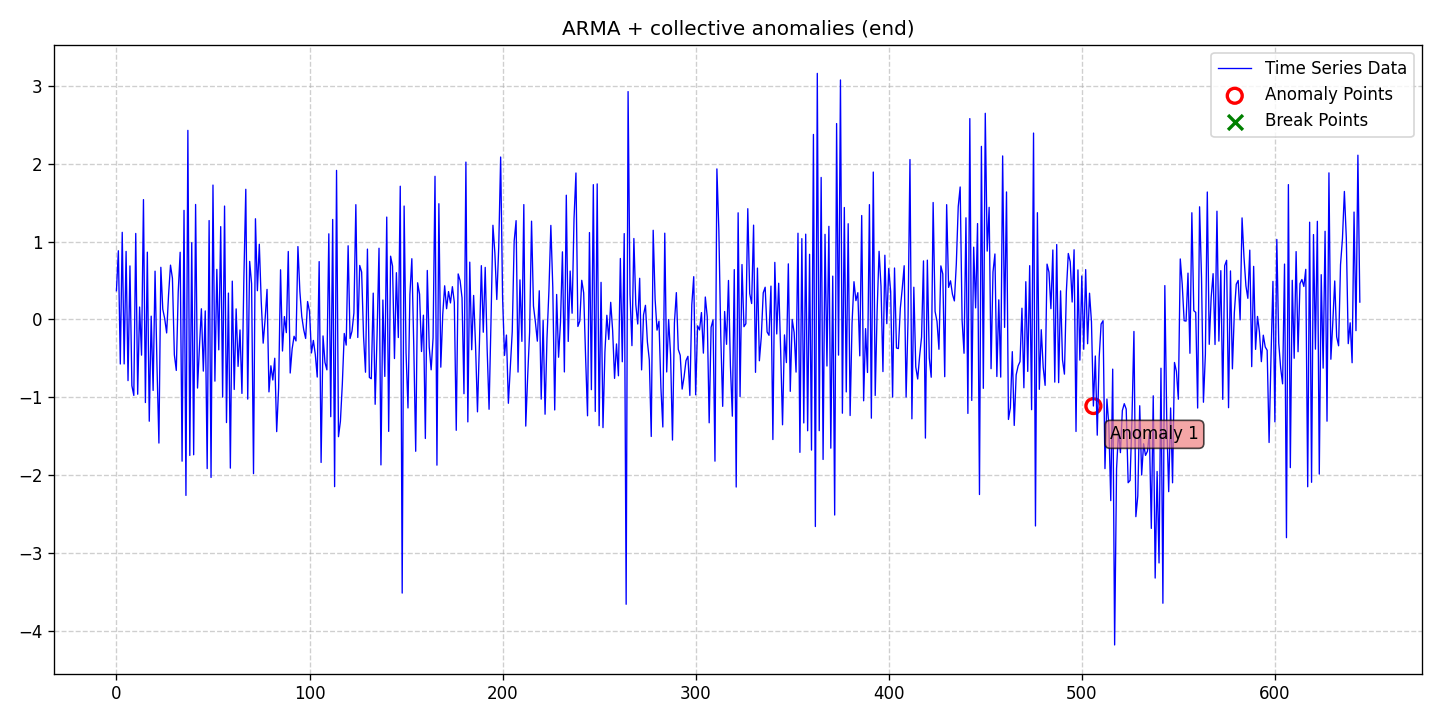 ARMA + collective anomalies (end)
Time Series Data
Anomaly Points
Break Points
3
2
1
0
−1
−2
−3
−4
Anomaly 1
0 100 200 300 400 500 600